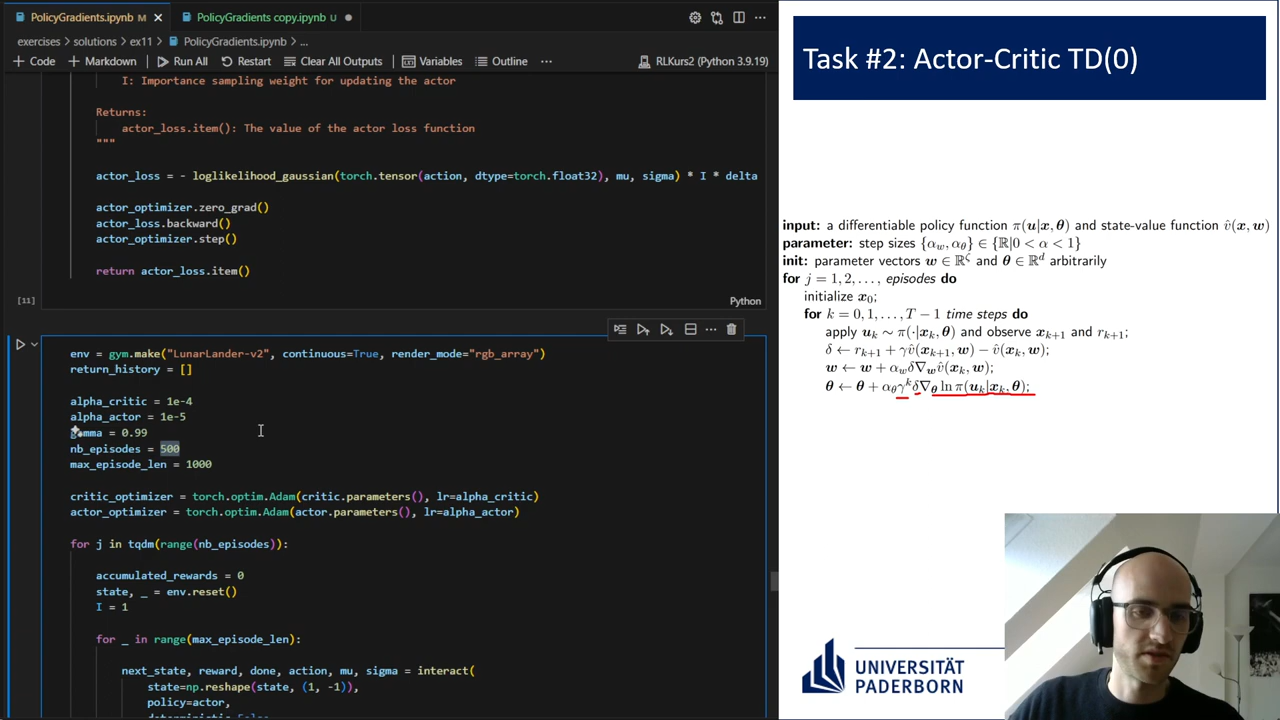 PolicyGradients.ipynb M
PolicyGradients copy.ipynb U
exercises > solutions > ex11 > PolicyGradients.ipynb > ...
+ Code + Markdown Run All Restart Clear All Outputs Variables Outline ... RLKurs2 (Python 3.9.19)
I: Importance sampling weight for updating the actor
Returns:
actor_loss.item(): The value of the actor loss function
"""
actor_loss = - loglikelihood_gaussian(torch.tensor(action, dtype=torch.float32), mu, sigma) * I * delta
actor_optimizer.zero_grad()
actor_loss.backward()
actor_optimizer.step()
return actor_loss.item()
[11]
Python
env = gym.make("LunarLander-v2", continuous=True, render_mode="rgb_array")
return_history = []
alpha_critic = 1e-4
alpha_actor = 1e-5
gamma = 0.99
nb_episodes = 500
max_episode_len = 1000
critic_optimizer = torch.optim.Adam(critic.parameters(), lr=alpha_critic)
actor_optimizer = torch.optim.Adam(actor.parameters(), lr=alpha_actor)
for j in tqdm(range(nb_episodes)):
accumulated_rewards = 0
state, _ = env.reset()
I = 1
for _ in range(max_episode_len):
next_state, reward, done, action, mu, sigma = interact(
state=np.reshape(state, (1, -1)),
policy=actor,
deterministic=False
Task #2: Actor-Critic TD(0)
input: a differentiable policy function π(u|x, θ) and state-value function v̂(x, w)
parameter: step sizes {α_w, α_θ} ∈ {ℝ|0 < α < 1}
init: parameter vectors w ∈ ℝ^ζ and θ ∈ ℝ^d arbitrarily
for j = 1, 2, . . . , episodes do
initialize x_0;
for k = 0, 1, . . . , T − 1 time steps do
apply u_k ∼ π(·|x_k, θ) and observe x_{k+1} and r_{k+1};
δ ← r_{k+1} + γv̂(x_{k+1}, w) − v̂(x_k, w);
w ← w + α_w δ∇_w v̂(x_k, w);
θ ← θ + α_θ γ^k δ∇_θ ln π(u_k|x_k, θ);
UNIVERSITÄT
PADERBORN